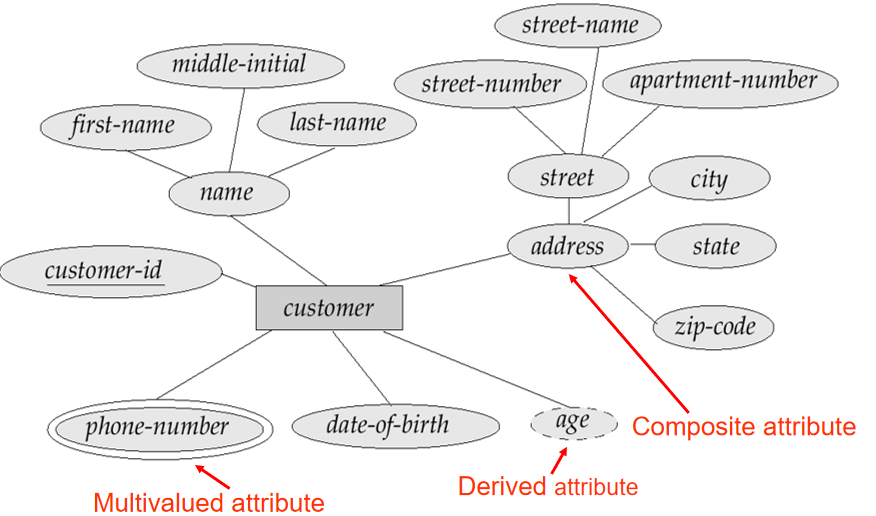 street-name
middle-initial
street-number
apartment-number
first-name
last-name
name
street
city
address
state
customer-id
customer
zip-code
phone-number
date-of-birth
age
Composite attribute
Derived attribute
Multivalued attribute